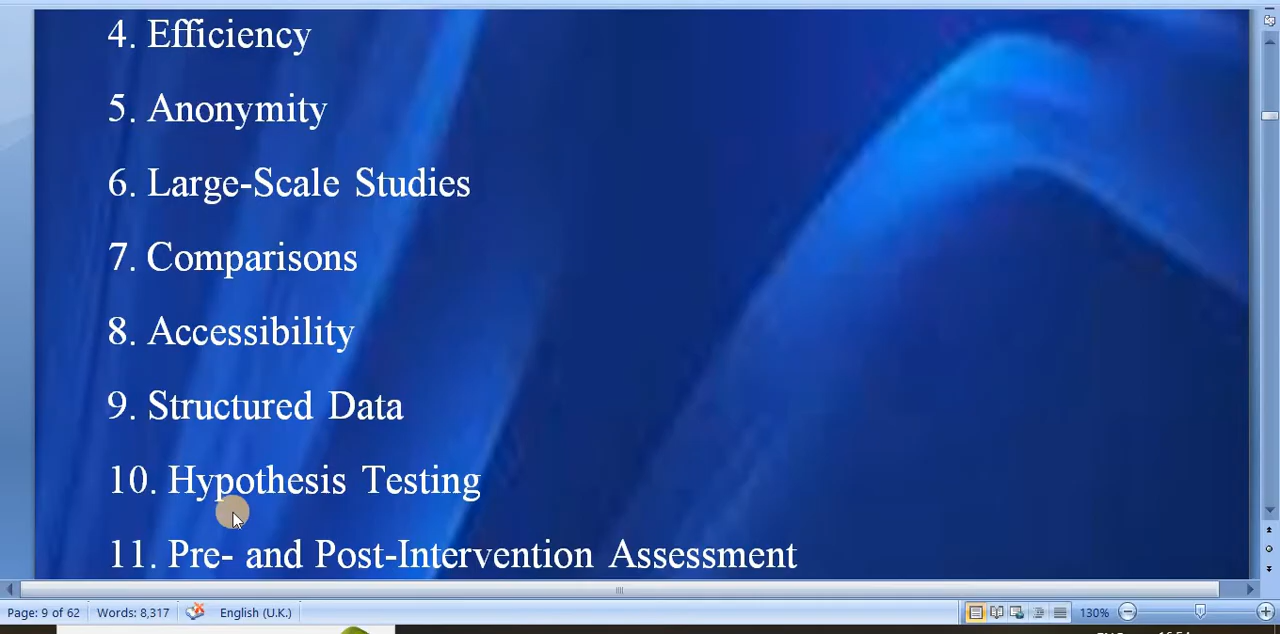 4. Efficiency
5. Anonymity
6. Large-Scale Studies
7. Comparisons
8. Accessibility
9. Structured Data
10. Hypothesis Testing
11. Pre- and Post-Intervention Assessment
Page: 9 of 62 Words: 8,317 English (U.K.) 130%